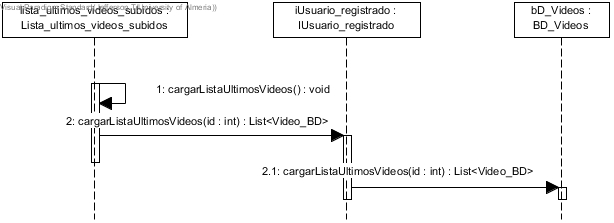 lista_ultimos_videos_subidos :
Lista_ultimos_videos_subidos
iUsuario_registrado :
IUsuario_registrado
bD_Videos :
BD_Videos
1: cargarListaUltimosVideos() : void
2: cargarListaUltimosVideos(id : int) : List<Video_BD>
2.1: cargarListaUltimosVideos(id : int) : List<Video_BD>